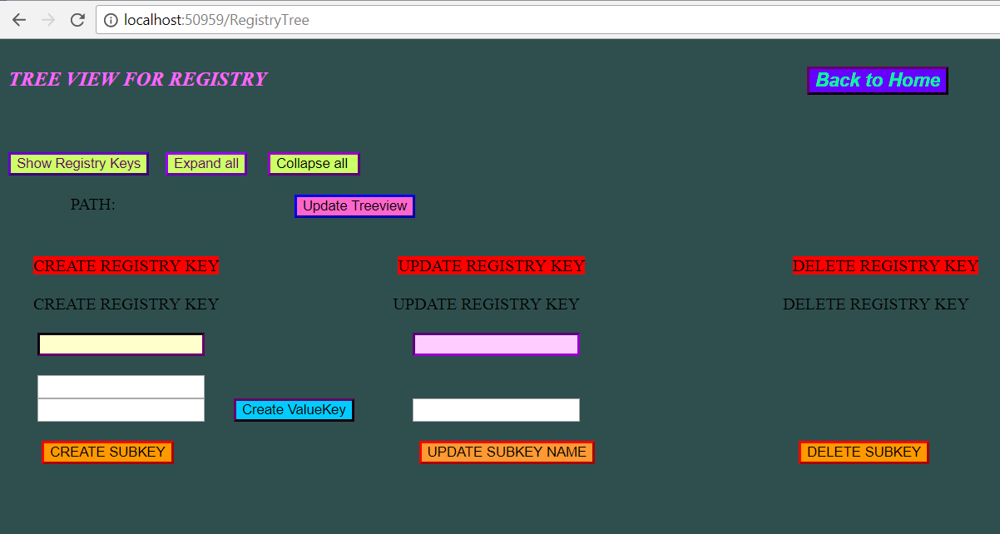 localhost:50959/RegistryTree
TREE VIEW FOR REGISTRY Back to Home
Show Registry Keys Expand all Collapse all
PATH: Update Treeview
CREATE REGISTRY KEY UPDATE REGISTRY KEY DELETE REGISTRY KEY
CREATE REGISTRY KEY UPDATE REGISTRY KEY DELETE REGISTRY KEY
Create ValueKey
CREATE SUBKEY UPDATE SUBKEY NAME DELETE SUBKEY